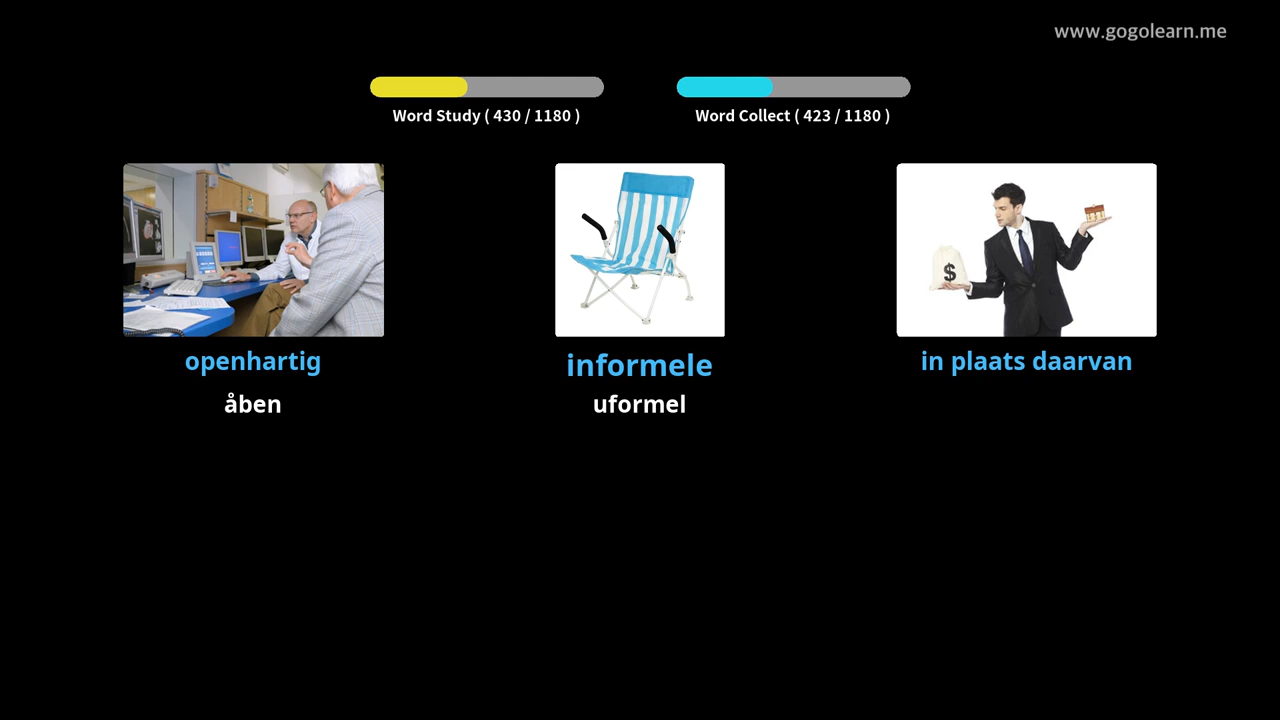 www.gogolearn.me
Word Study ( 430 / 1180 )
Word Collect ( 423 / 1180 )
$
openhartig
informele
in plaats daarvan
åben
uformel